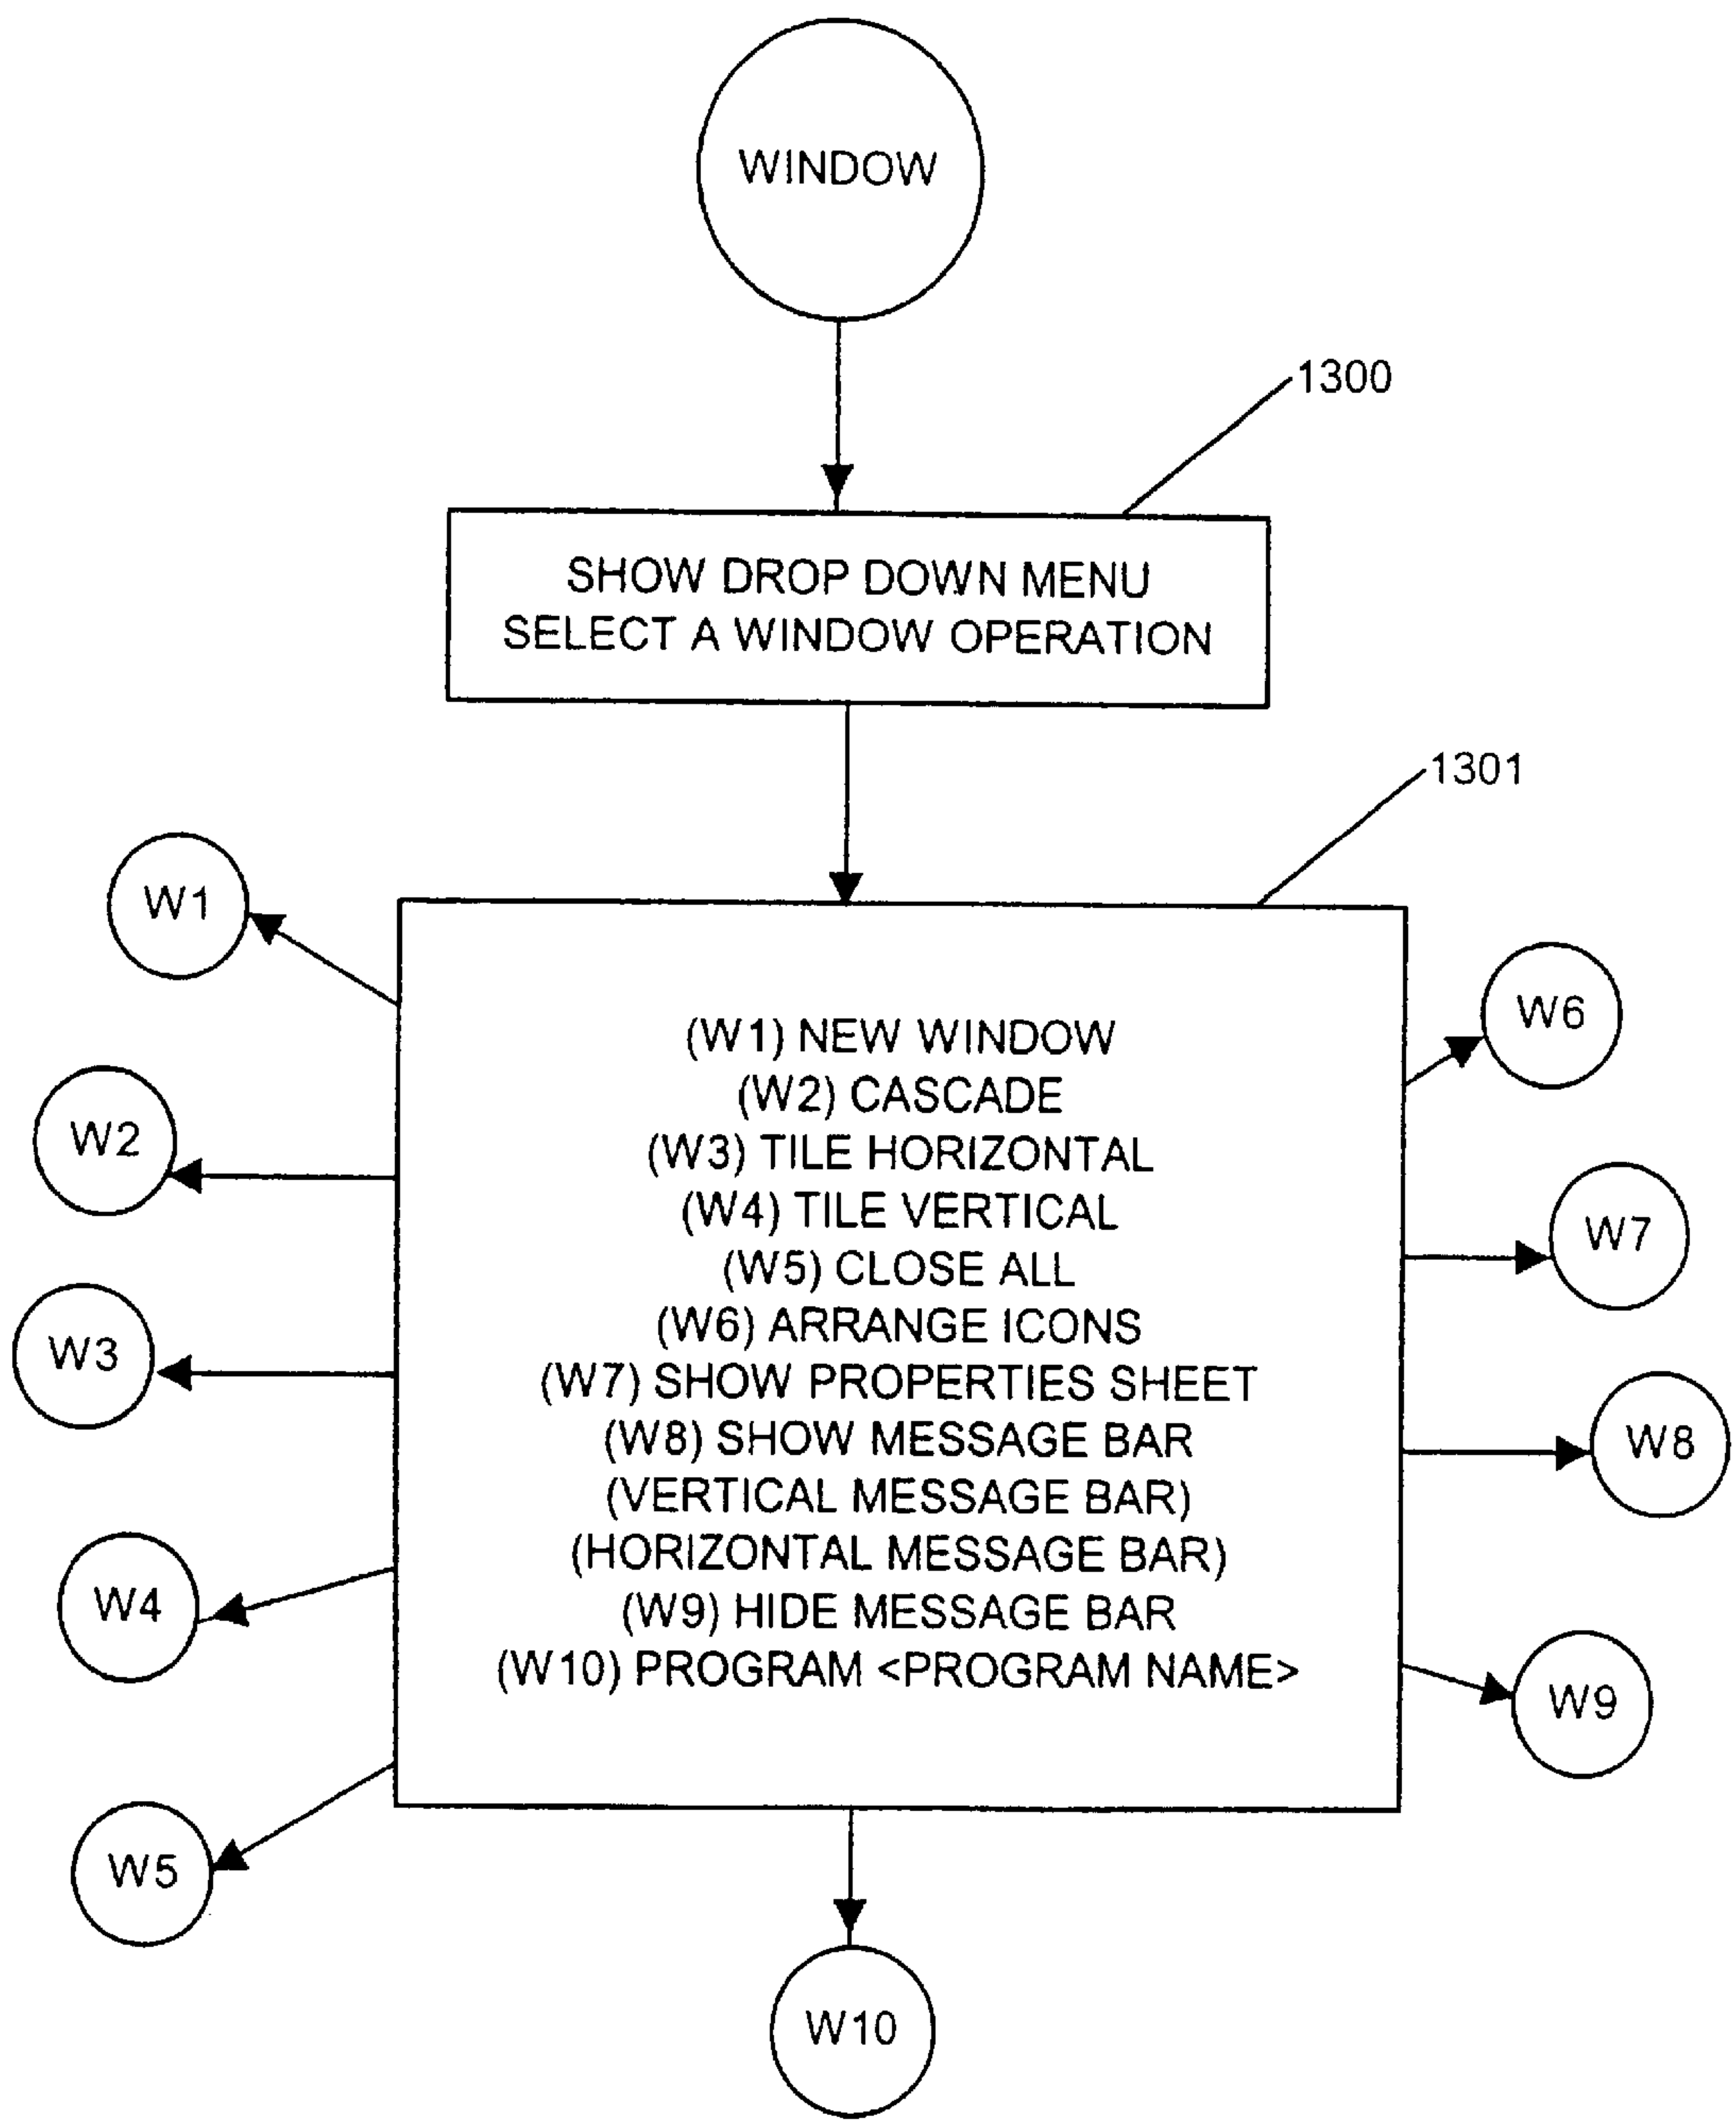 WINDOW
1300
SHOW DROP DOWN MENU
SELECT A WINDOW OPERATION
1301
W1
W2
W3
W4
W5
(W1) NEW WINDOW
(W2) CASCADE
(W3) TILE HORIZONTAL
(W4) TILE VERTICAL
(W5) CLOSE ALL
(W6) ARRANGE ICONS
(W7) SHOW PROPERTIES SHEET
(W8) SHOW MESSAGE BAR
(VERTICAL MESSAGE BAR)
(HORIZONTAL MESSAGE BAR)
(W9) HIDE MESSAGE BAR
(W10) PROGRAM <PROGRAM NAME>
W6
W7
W8
W9
W10